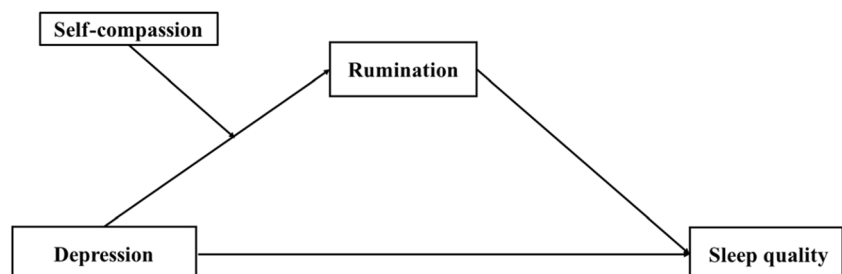 Self-compassion
Rumination
Depression
Sleep quality